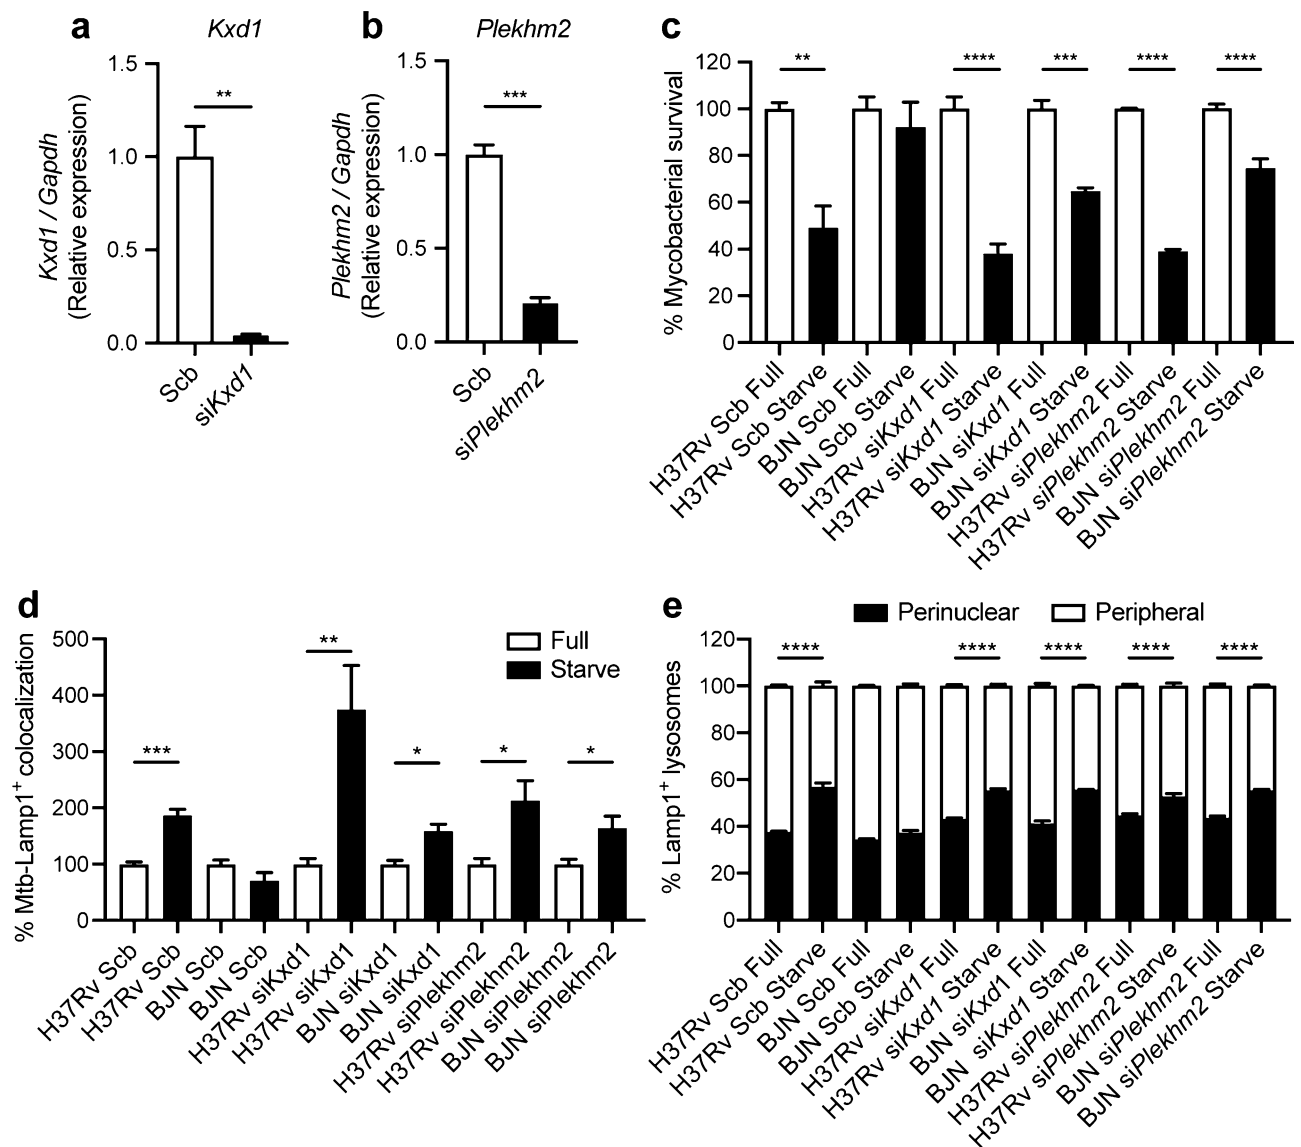 a
Kxd1
1.5
1.0
0.5
0.0
Kxd1 / Gapdh
(Relative expression)
**
Scb
siKxd1
b
Plekhm2
1.5
1.0
0.5
0.0
Plekhm2 / Gapdh
(Relative expression)
***
Scb
siPlekhm2
c
120
100
80
60
40
20
0
% Mycobacterial survival
**
****
***
****
****
H37Rv Scb Full
H37Rv Scb Starve
BJN Scb Full
BJN Scb Starve
H37Rv siKxd1 Full
H37Rv siKxd1 Starve
BJN siKxd1 Full
BJN siKxd1 Starve
H37Rv siPlekhm2 Full
H37Rv siPlekhm2 Starve
BJN siPlekhm2 Full
BJN siPlekhm2 Starve
d
500
400
300
200
100
0
% Mtb-Lamp1+ colocalization
Full
Starve
***
**
*
*
*
H37Rv Scb
H37Rv Scb
BJN Scb
BJN Scb
H37Rv siKxd1
H37Rv siKxd1
BJN siKxd1
BJN siKxd1
H37Rv siPlekhm2
H37Rv siPlekhm2
BJN siPlekhm2
BJN siPlekhm2
e
Perinuclear
Peripheral
120
100
80
60
40
20
0
% Lamp1+ lysosomes
****
****
****
****
****
H37Rv Scb Full
H37Rv Scb Starve
BJN Scb Full
BJN Scb Starve
H37Rv siKxd1 Full
H37Rv siKxd1 Starve
BJN siKxd1 Full
BJN siKxd1 Starve
H37Rv siPlekhm2 Full
H37Rv siPlekhm2 Starve
BJN siPlekhm2 Full
BJN siPlekhm2 Starve